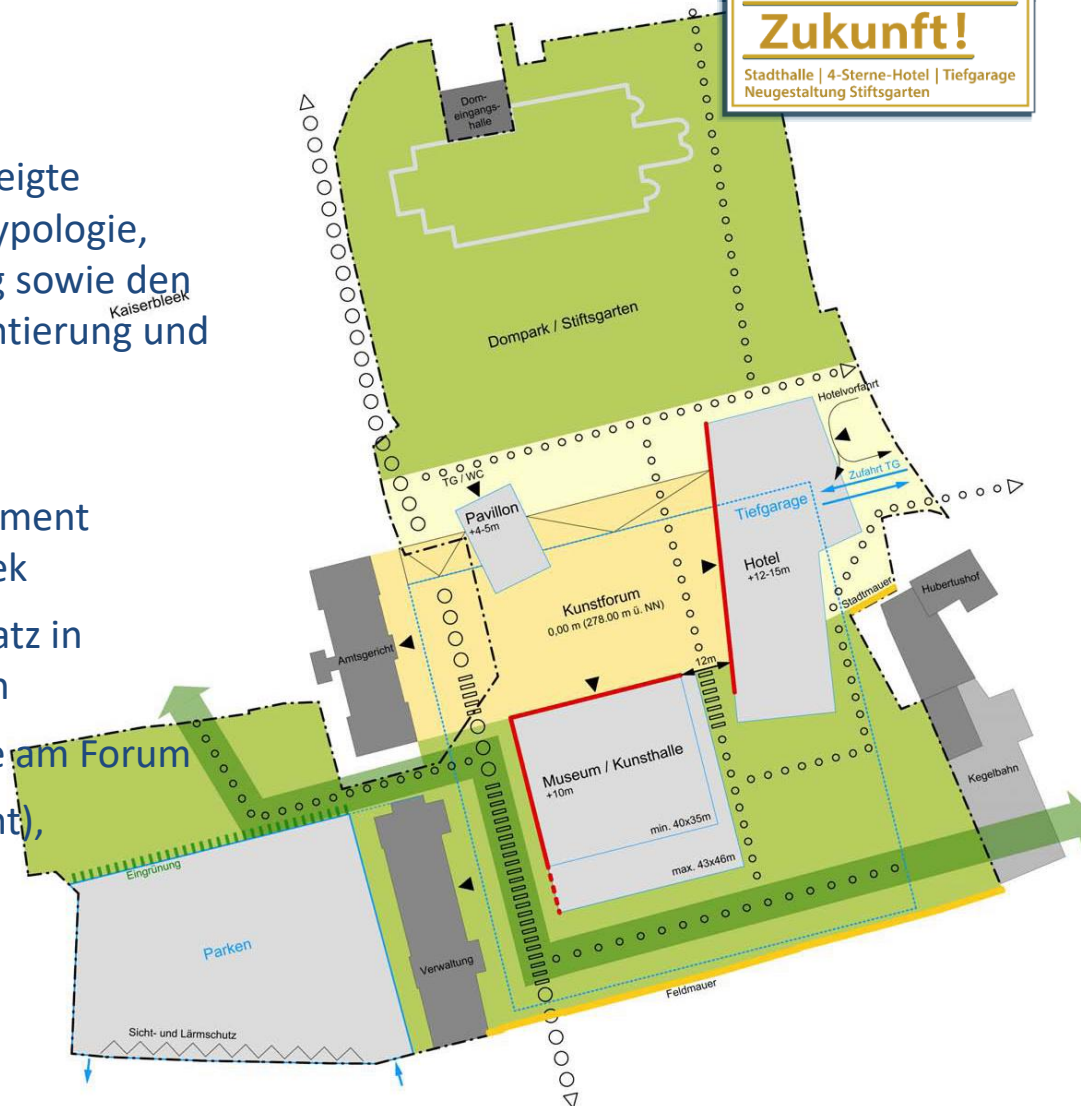 Zukunft!
Stadthalle | 4-Sterne-Hotel | Tiefgarage
Neugestaltung Stiftsgarten
eigte
ypologie,
g sowie den
ntierung und
ment
ek
atz in
n
e am Forum
nt),
Dom-
eingangs-
halle
Kaiserbleek
Dompark / Stiftsgarten
Hotelvorfahrt
TG / WC
Zufahrt TG
Pavillon
+4-5m
Tiefgarage
Hotel
+12-15m
Kunstforum
0,00 m (278.00 m ü. NN)
Stadtmauer
Hubertushof
Amtsgericht
12m
Museum / Kunsthalle
+10m
min. 40x35m
max. 43x46m
Kegelbahn
Eingrünung
Parken
Verwaltung
Feldmauer
Sicht- und Lärmschutz